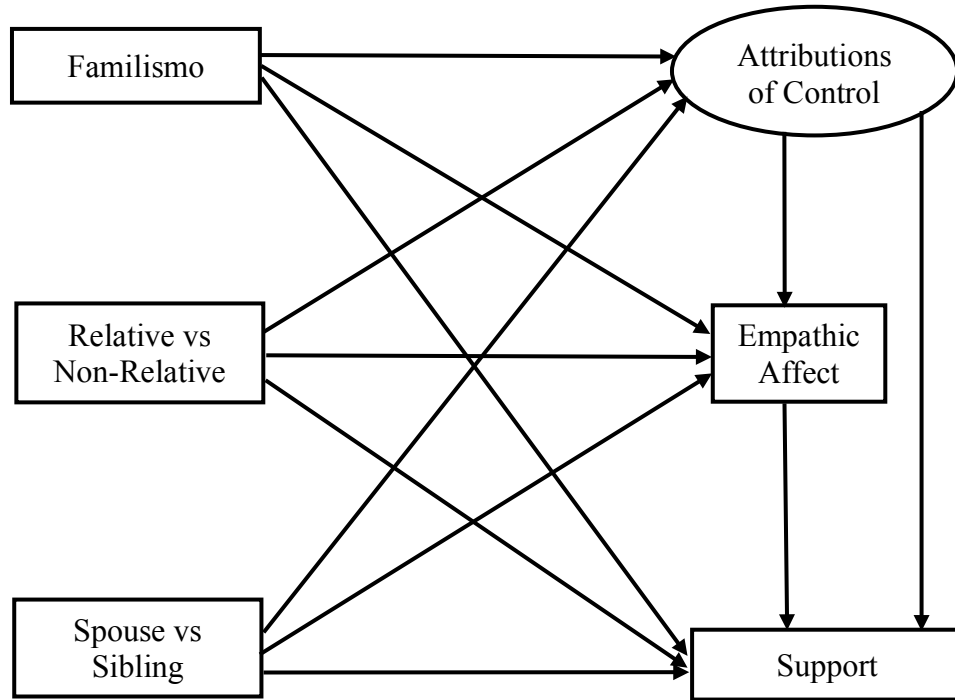 Familismo
Attributions
of Control
Relative vs
Non-Relative
Empathic
Affect
Spouse vs
Sibling
Support